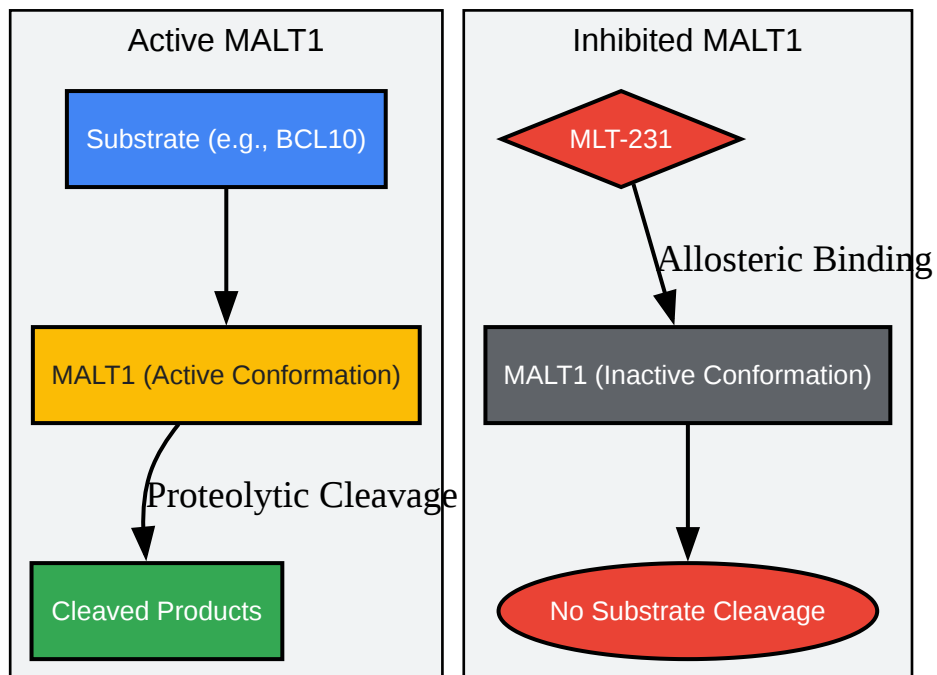 Active MALT1
Substrate (e.g., BCL10)
MALT1 (Active Conformation)
Proteolytic Cleavage
Cleaved Products
Inhibited MALT1
MLT-231
Allosteric Binding
MALT1 (Inactive Conformation)
No Substrate Cleavage